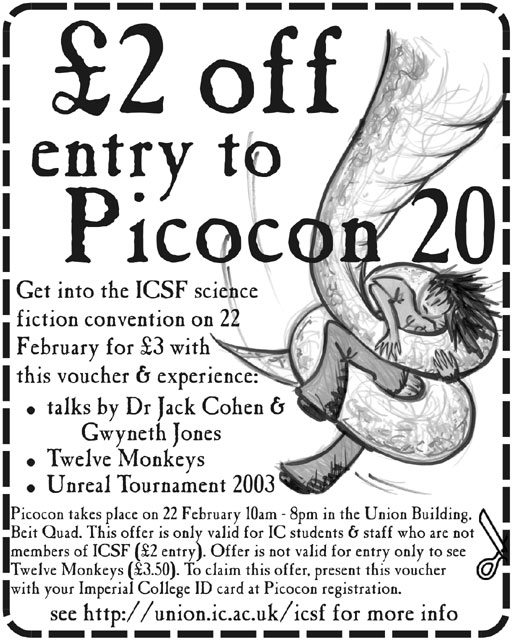 £2 off
entry to
Picocon 20
Get into the ICSF science
fiction convention on 22
February for £3 with
this voucher & experience:
• talks by Dr Jack Cohen &
Gwyneth Jones
• Twelve Monkeys
• Unreal Tournament 2003
Picocon takes place on 22 February 10am - 8pm in the Union Building,
Beit Quad. This offer is only valid for IC students & staff who are not
members of ICSF (£2 entry). Offer is not valid for entry only to see
Twelve Monkeys (£3.50). To claim this offer, present this voucher
with your Imperial College ID card at Picocon registration.
see http://union.ic.ac.uk/icsf for more info